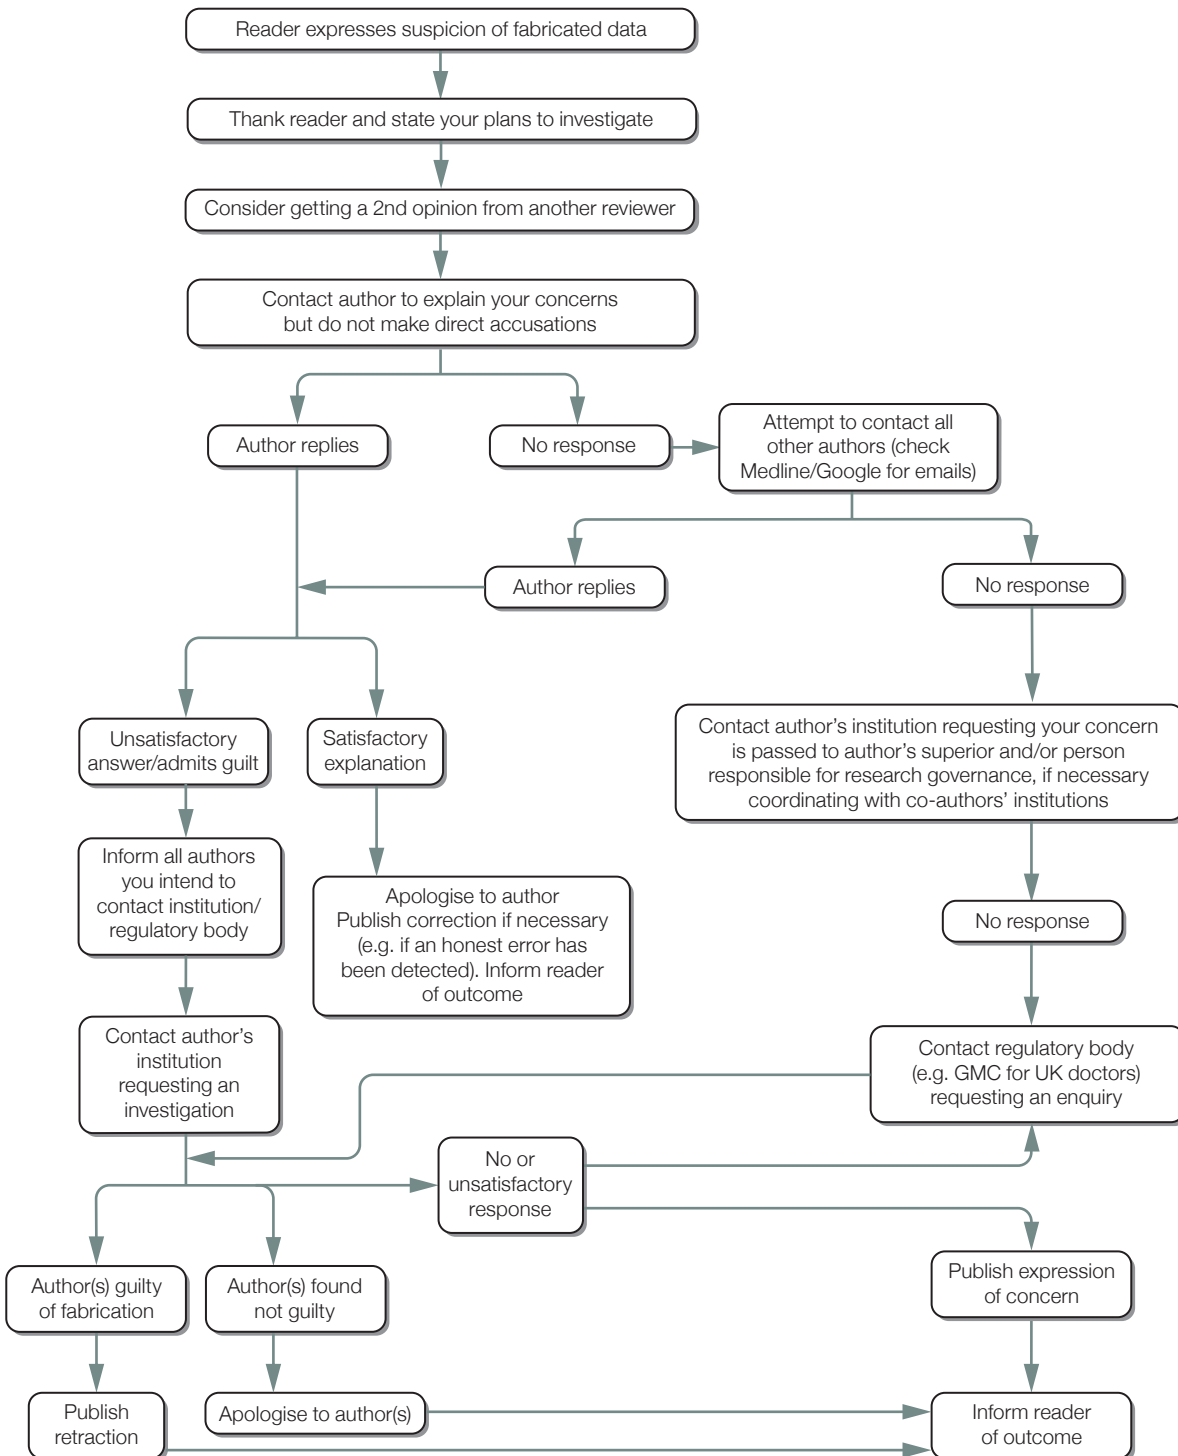 Reader expresses suspicion of fabricated data
Thank reader and state your plans to investigate
Consider getting a 2nd opinion from another reviewer
Contact author to explain your concerns
but do not make direct accusations
Author replies
No response
Attempt to contact all
other authors (check
Medline/Google for emails)
Author replies
No response
Unsatisfactory
answer/admits guilt
Satisfactory
explanation
Contact author's institution requesting your concern
is passed to author's superior and/or person
responsible for research governance, if necessary
coordinating with co-authors' institutions
Inform all authors
you intend to
contact institution/
regulatory body
Apologise to author
Publish correction if necessary
(e.g. if an honest error has
been detected). Inform reader
of outcome
No response
Contact author's
institution
requesting an
investigation
Contact regulatory body
(e.g. GMC for UK doctors)
requesting an enquiry
No or
unsatisfactory
response
Author(s) guilty
of fabrication
Author(s) found
not guilty
Publish expression
of concern
Publish
retraction
Apologise to author(s)
Inform reader
of outcome